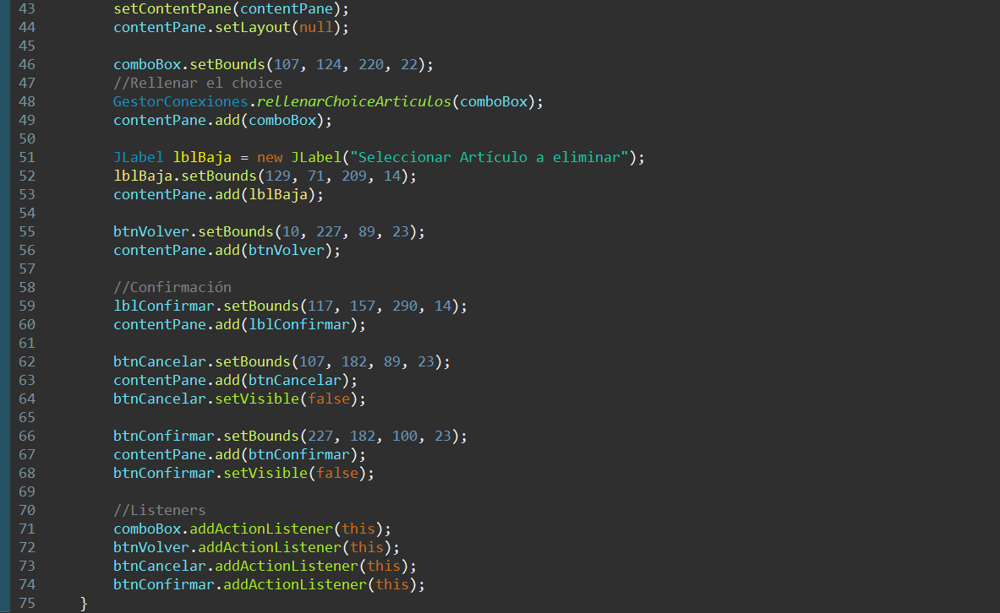 43 setContentPane(contentPane);
44 contentPane.setLayout(null);
45
46 comboBox.setBounds(107, 124, 220, 22);
47 //Rellenar el choice
48 GestorConexiones.rellenarChoiceArticulos(comboBox);
49 contentPane.add(comboBox);
50
51 JLabel lblBaja = new JLabel("Seleccionar Artículo a eliminar");
52 lblBaja.setBounds(129, 71, 209, 14);
53 contentPane.add(lblBaja);
54
55 btnVolver.setBounds(10, 227, 89, 23);
56 contentPane.add(btnVolver);
57
58 //Confirmación
59 lblConfirmar.setBounds(117, 157, 290, 14);
60 contentPane.add(lblConfirmar);
61
62 btnCancelar.setBounds(107, 182, 89, 23);
63 contentPane.add(btnCancelar);
64 btnCancelar.setVisible(false);
65
66 btnConfirmar.setBounds(227, 182, 100, 23);
67 contentPane.add(btnConfirmar);
68 btnConfirmar.setVisible(false);
69
70 //Listeners
71 comboBox.addActionListener(this);
72 btnVolver.addActionListener(this);
73 btnCancelar.addActionListener(this);
74 btnConfirmar.addActionListener(this);
75 }